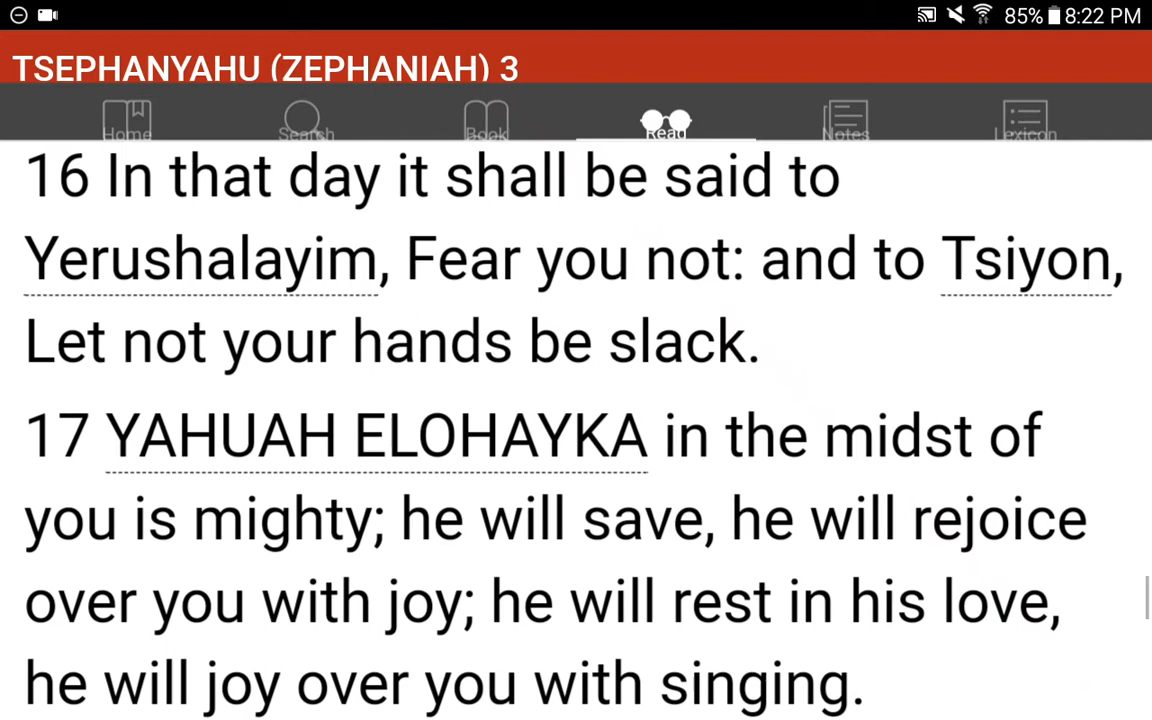 85% 8:22 PM
TSEPHANYAHU (ZEPHANIAH) 3
Home Search Book Read Notes Lexicon
16 In that day it shall be said to
Yerushalayim, Fear you not: and to Tsiyon,
Let not your hands be slack.
17 YAHUAH ELOHAYKA in the midst of
you is mighty; he will save, he will rejoice
over you with joy; he will rest in his love,
he will joy over you with singing.